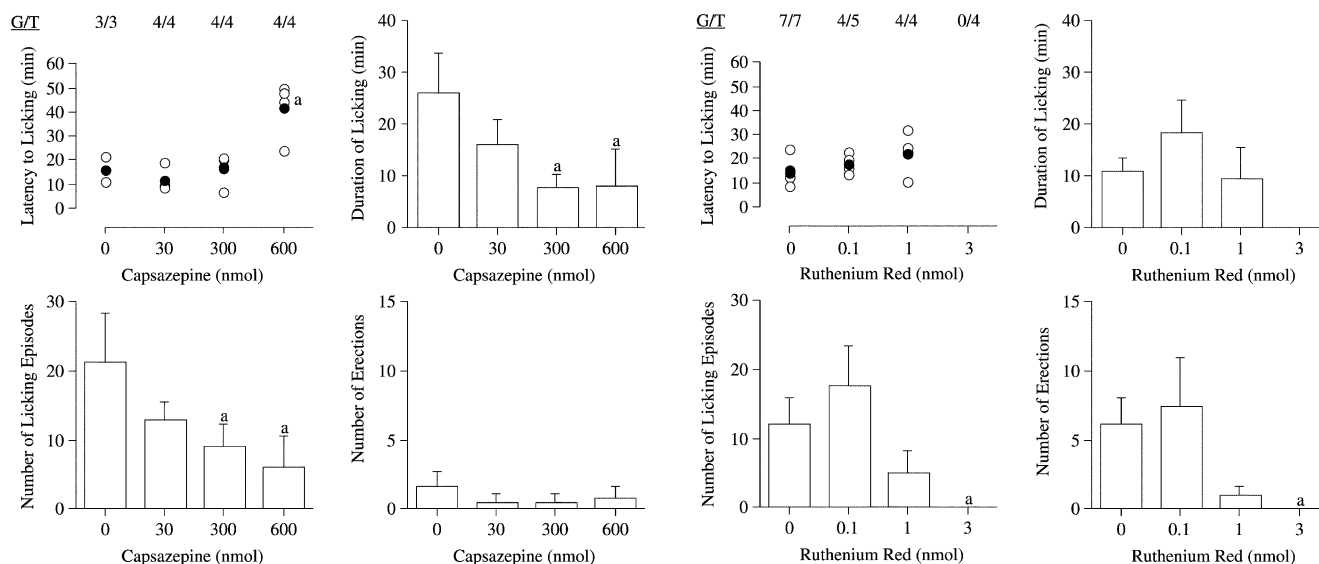 G/T 3/3 4/4 4/4 4/4
Latency to Licking (min)
60
50
40
30
20
10
0
a
0 30 300 600
Capsazepine (nmol)
Duration of Licking (min)
40
30
20
10
0
a a
0 30 300 600
Capsazepine (nmol)
G/T 7/7 4/5 4/4 0/4
Latency to Licking (min)
60
50
40
30
20
10
0
0 0.1 1 3
Ruthenium Red (nmol)
Duration of Licking (min)
40
30
20
10
0
0 0.1 1 3
Ruthenium Red (nmol)
Number of Licking Episodes
30
20
10
0
a a
0 30 300 600
Capsazepine (nmol)
Number of Erections
15
10
5
0
0 30 300 600
Capsazepine (nmol)
Number of Licking Episodes
30
20
10
0
a
0 0.1 1 3
Ruthenium Red (nmol)
Number of Erections
15
10
5
0
a
0 0.1 1 3
Ruthenium Red (nmol)